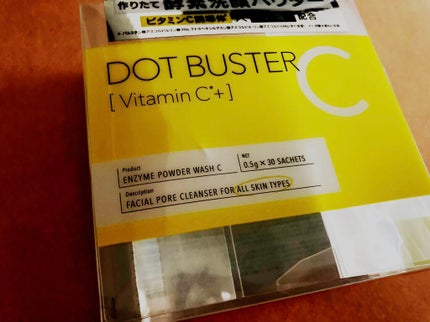 作りたて酵素洗顔パウダー
ビタミンC誘導体
配合
DOT BUSTER C
[Vitamin C*+]
Product
ENZYME POWDER WASH C
NET
0.5g × 30 SACHETS
Description
FACIAL PORE CLEANSER FOR ALL SKIN TYPES